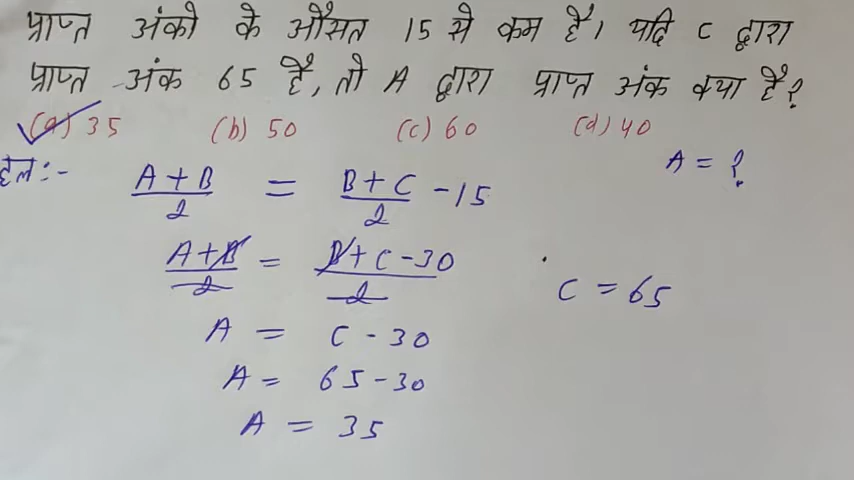 प्राप्त अंको के औसत 15 से कम है। यदि C द्वारा
प्राप्त अंक 65 है, तो A द्वारा प्राप्त अंक क्या है?
(a) 35 (b) 50 (c) 60 (d) 40
हल:-
A = ?
A + B / 2 = B + C / 2 - 15
A + B / 2 = B + C - 30 / 2
C = 65
A = C - 30
A = 65 - 30
A = 35